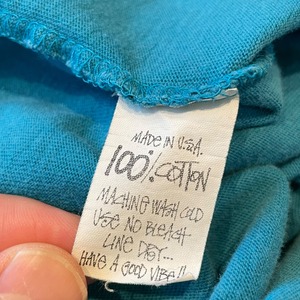 MADE IN U.S.A.
100% COTTON
MACHINE WASH COLD
USE NO BLEACH
LINE DRY...
HAVE A GOOD VIBE!!